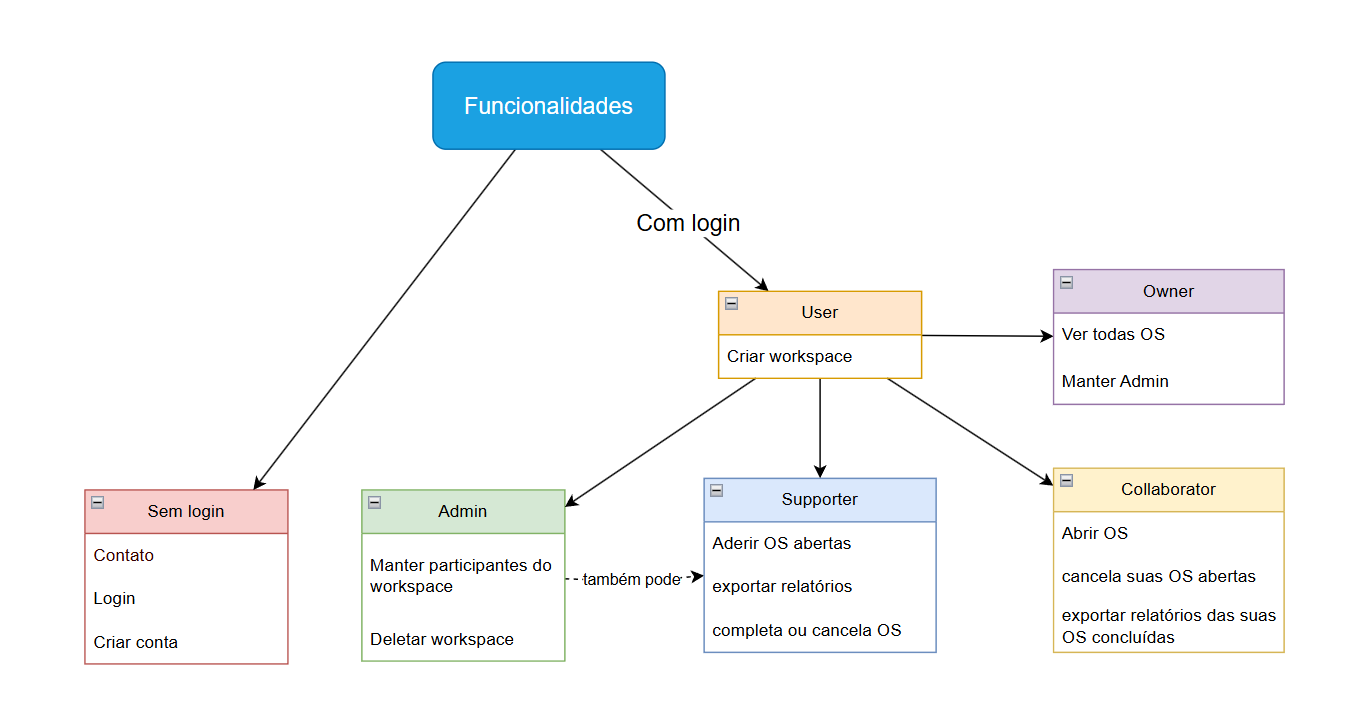 Funcionalidades
Com login
User
Criar workspace
Owner
Ver todas OS
Manter Admin
Sem login
Contato
Login
Criar conta
Admin
Manter participantes do
workspace
Deletar workspace
também pode
Supporter
Aderir OS abertas
exportar relatórios
completa ou cancela OS
Collaborator
Abrir OS
cancela suas OS abertas
exportar relatórios das suas
OS concluídas